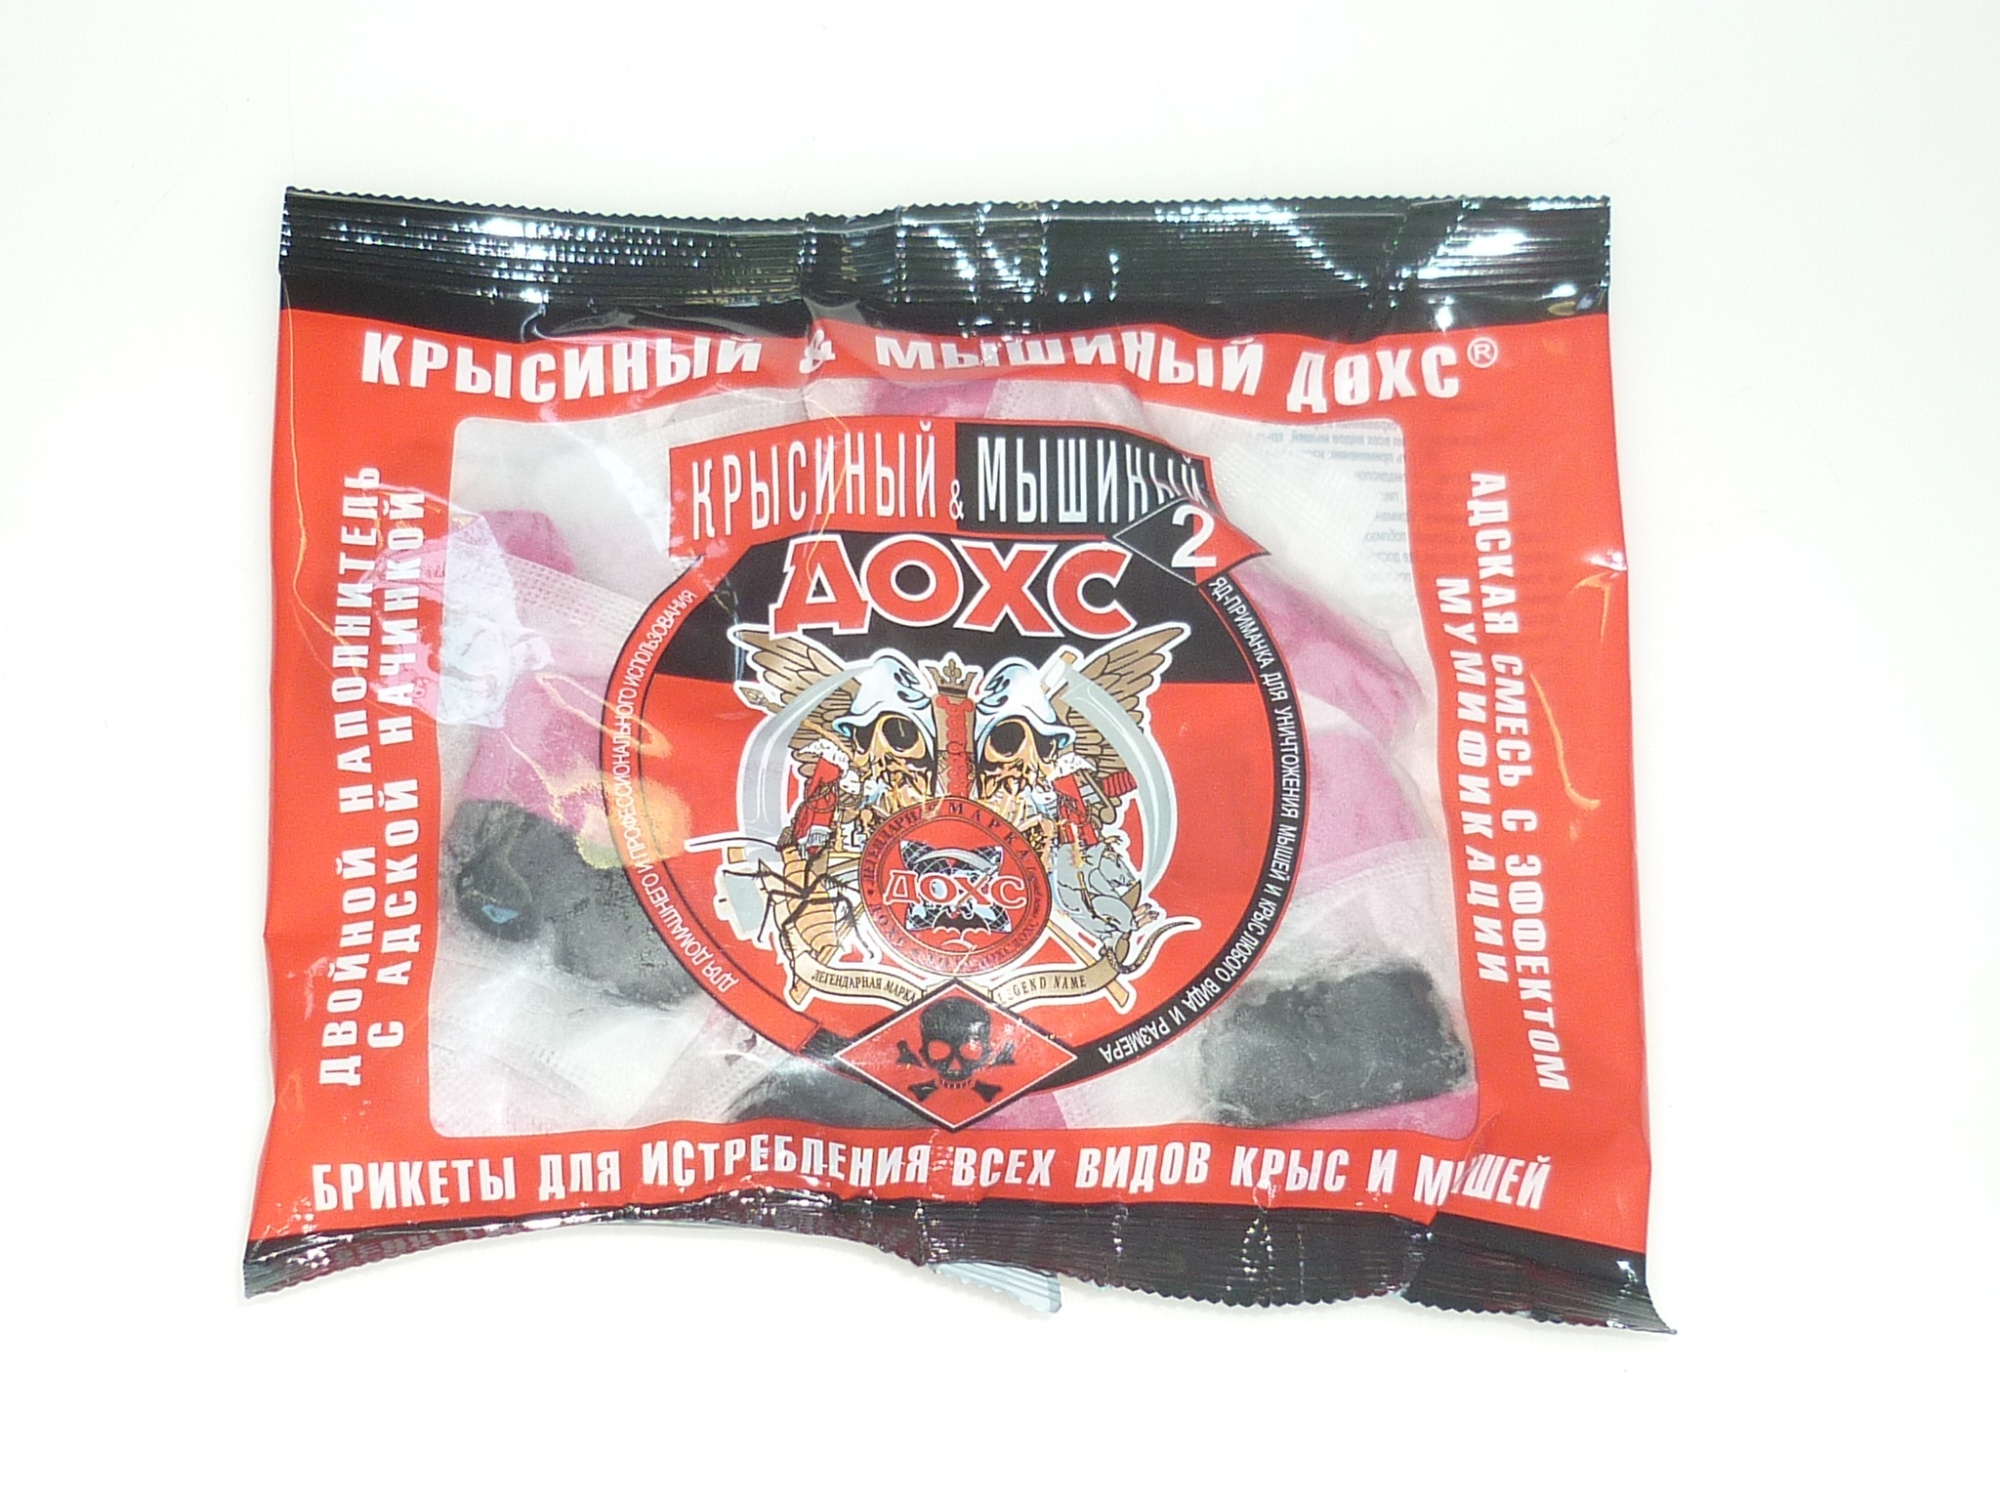 КРЫСИНЫЙ & МЫШИНЫЙ ДОХС®
ДВОЙНОЙ НАПОЛНИТЕЛЬ
С АДСКОЙ НАЧИНКОЙ
КРЫСИНЫЙ & МЫШИНЫЙ
2
ДОХС
ДЛЯ ДОМАШНЕГО И ПРОФЕССИОНАЛЬНОГО ИСПОЛЬЗОВАНИЯ
ЯД-ПРИМАНКА ДЛЯ УНИЧТОЖЕНИЯ МЫШЕЙ И КРЫС ЛЮБОГО ВИДА И РАЗМЕРА
МАРКА
ДОХС
ЛЕГЕНДАРНАЯ МАРКА
LEGEND NAME
АДСКАЯ СМЕСЬ С ЭФФЕКТОМ
МУМИФИКАЦИИ
БРИКЕТЫ ДЛЯ ИСТРЕБЛЕНИЯ ВСЕХ ВИДОВ КРЫС И МЫШЕЙ